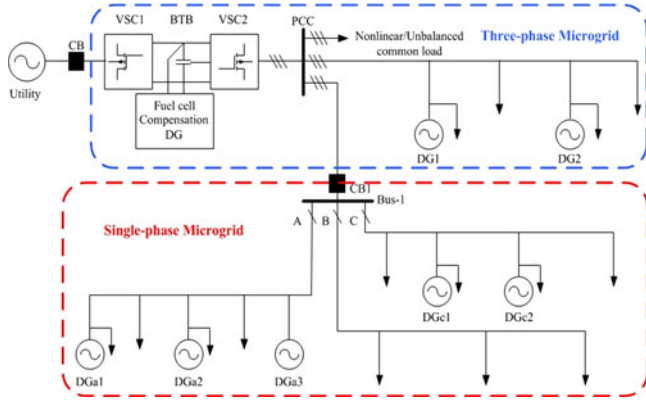 VSC1
BTB
VSC2
PCC
CB
Nonlinear/Unbalanced
common load
Three-phase Microgrid
Utility
Fuel cell
Compensation
DG
DG1
DG2
CB1
Bus-1
Single-phase Microgrid
A
B
C
DGc1
DGc2
DGa1
DGa2
DGa3